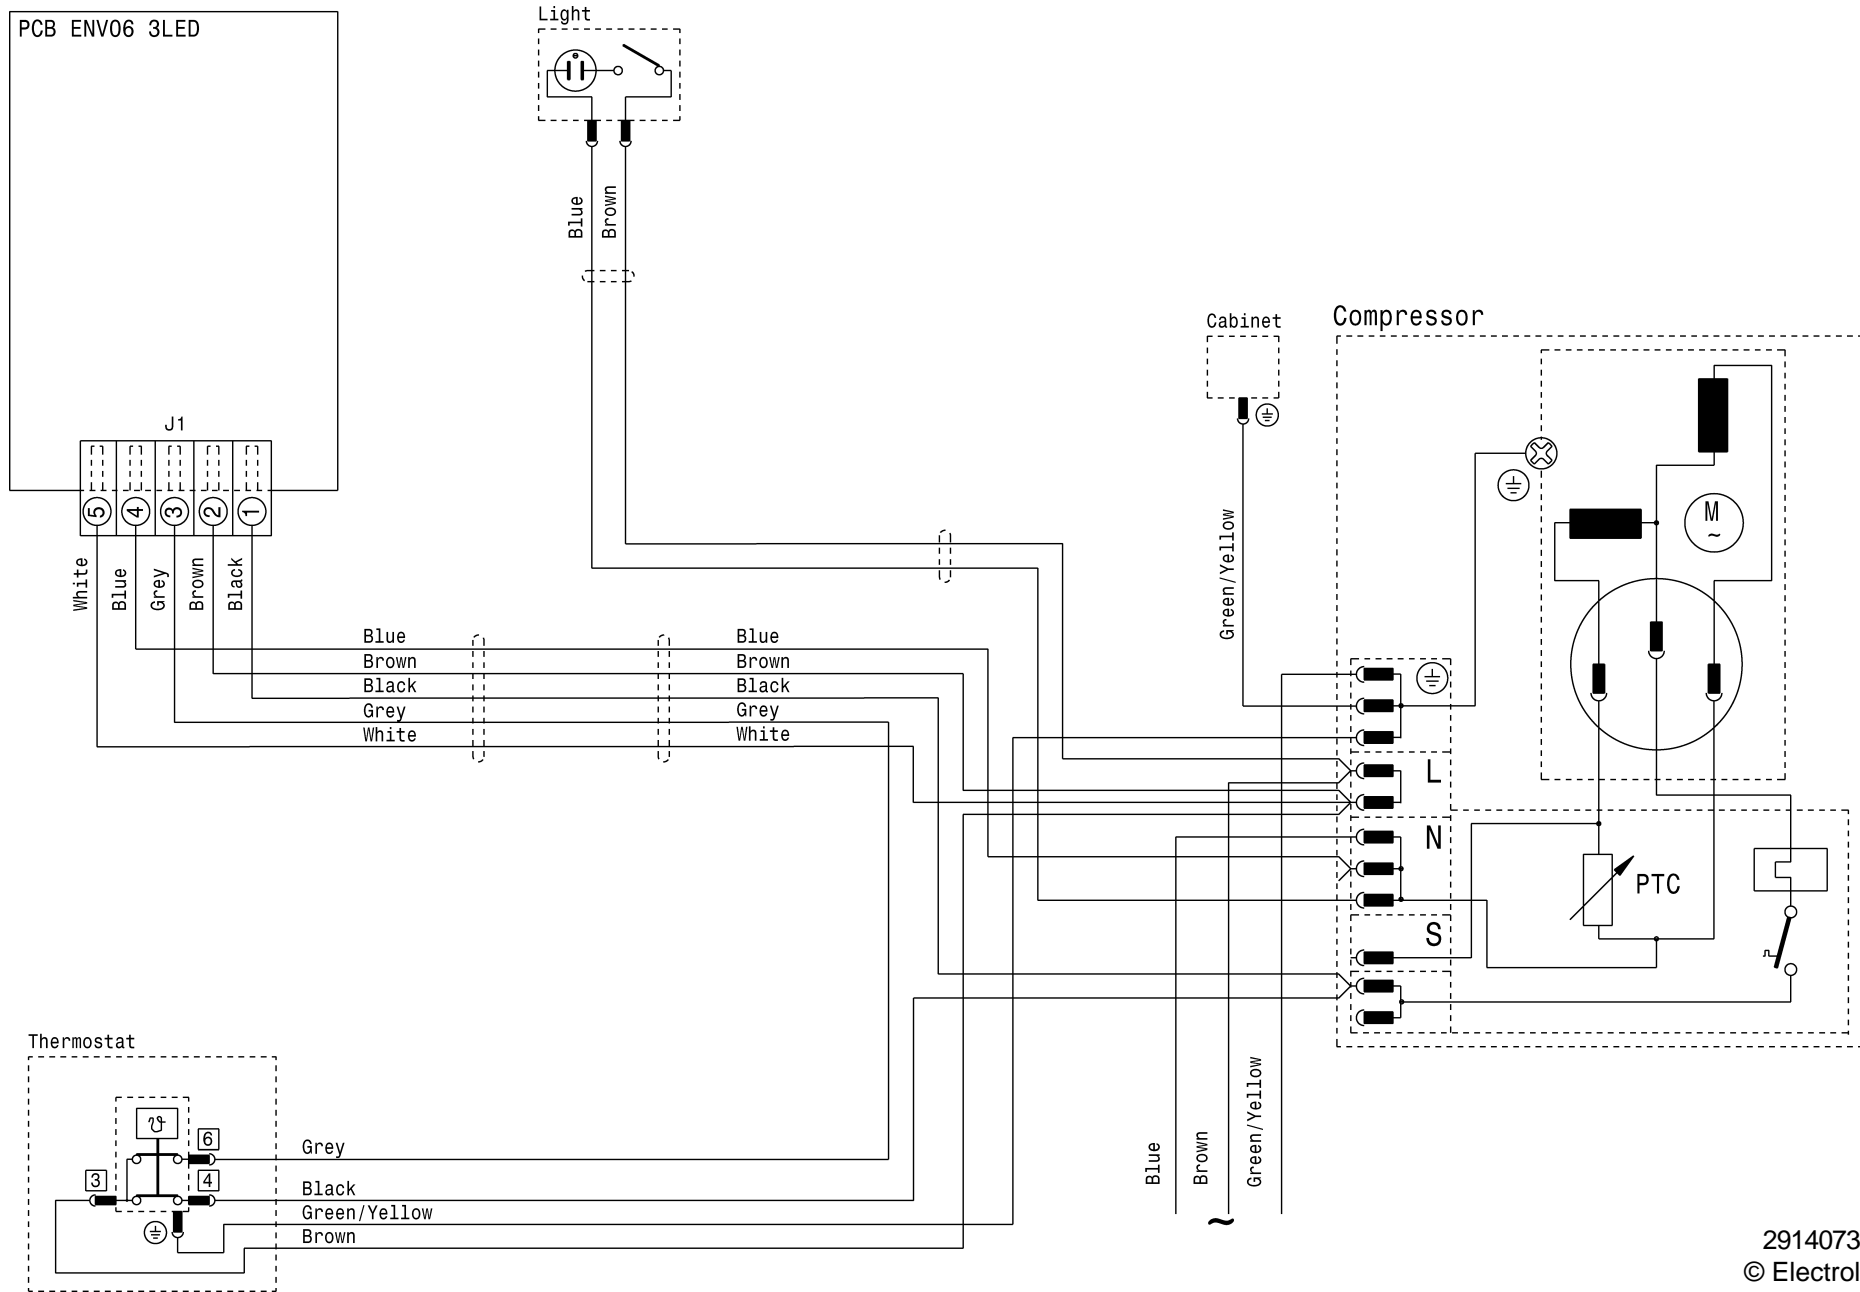 PCB ENV06 3LED
Light
J1
5 4 3 2 1
White
Blue
Grey
Brown
Black
Blue
Brown
Blue
Brown
Black
Grey
White
Blue
Brown
Black
Grey
White
Cabinet
Green/Yellow
Compressor
M
~
L
N
S
PTC
Blue
Brown
Green/Yellow
~
Thermostat
ϑ
6
3
4
Grey
Black
Green/Yellow
Brown
2914073
© Electrol